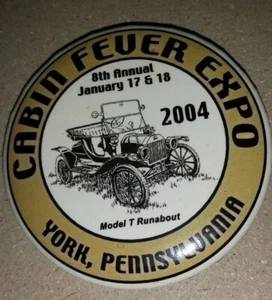 CABIN FEVER EXPO
8th Annual
January 17 & 18
2004
Model T Runabout
YORK, PENNSYLVANIA